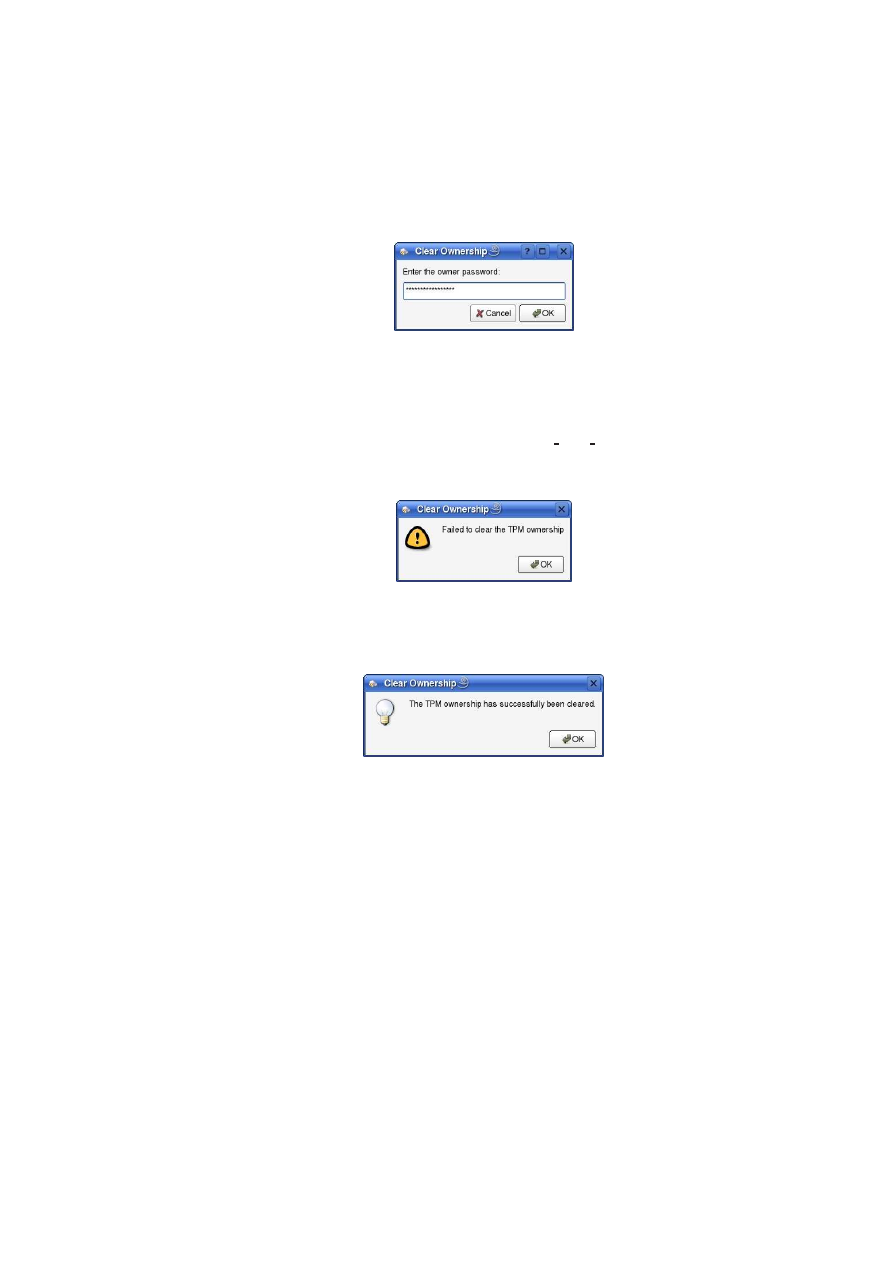 Clear Ownership
Enter the owner password:
*****************
Cancel
OK
Clear Ownership
Failed to clear the TPM ownership
OK
Clear Ownership
The TPM ownership has successfully been cleared.
OK